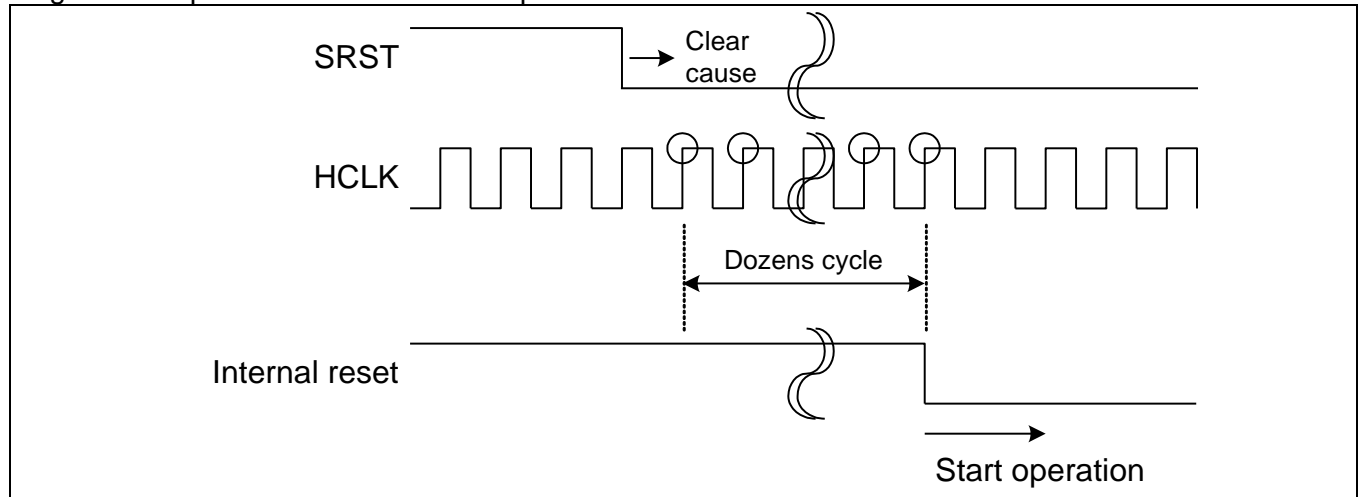 SRST
Clear
cause
HCLK
Dozens cycle
Internal reset
Start operation